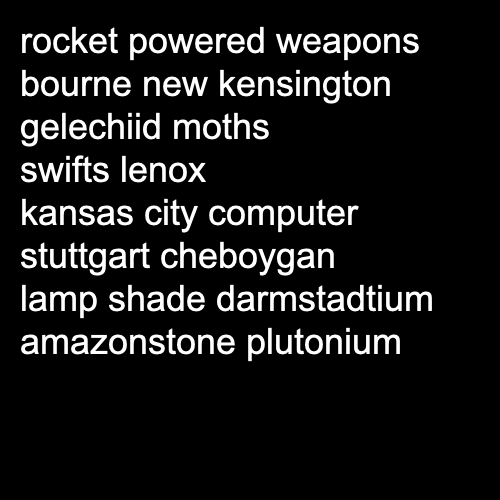 rocket powered weapons
bourne new kensington
gelechiid moths
swifts lenox
kansas city computer
stuttgart cheboygan
lamp shade darmstadtium
amazonstone plutonium